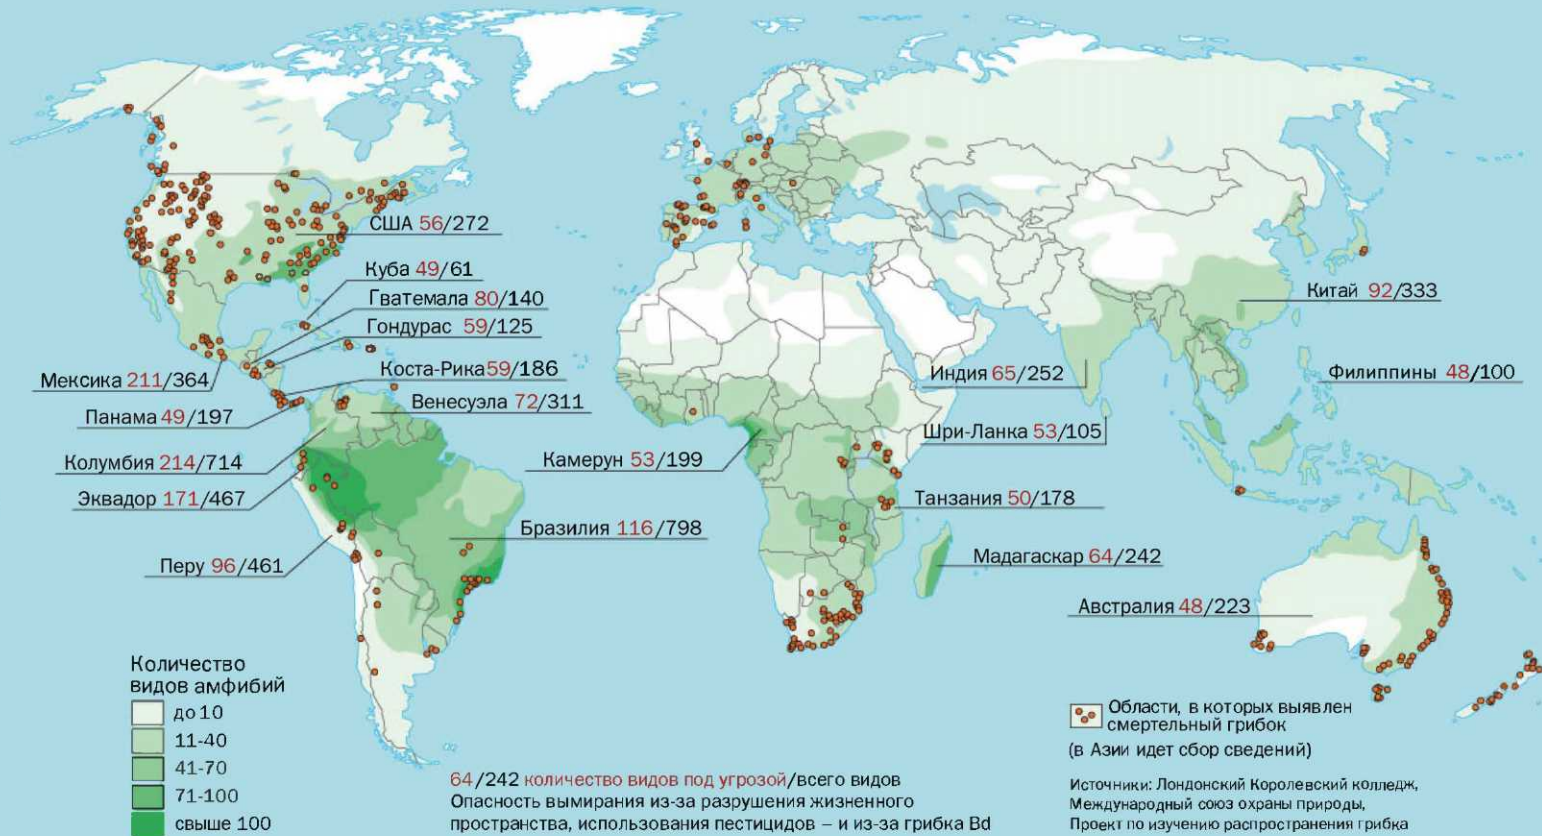 США 56/272
Куба 49/61
Гватемала 80/140
Гондурас 59/125
Мексика 211/364
Коста-Рика 59/186
Панама 49/197
Венесуэла 72/311
Колумбия 214/714
Эквадор 171/467
Перу 96/461
Бразилия 116/798
Камерун 53/199
Индия 65/252
Китай 92/333
Филиппины 48/100
Шри-Ланка 53/105
Танзания 50/178
Мадагаскар 64/242
Австралия 48/223
Количество
видов амфибий
до 10
11-40
41-70
71-100
свыше 100
64/242 количество видов под угрозой/всего видов
Опасность вымирания из-за разрушения жизненного
пространства, использования пестицидов – и из-за грибка Bd
Области, в которых выявлен
смертельный грибок
(в Азии идет сбор сведений)
Источники: Лондонский Королевский колледж,
Международный союз охраны природы,
Проект по изучению распространения грибка